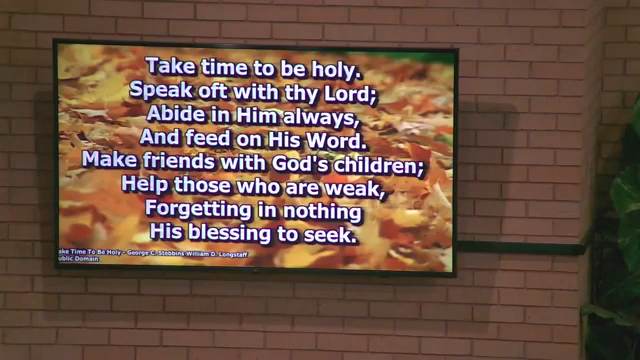 Take time to be holy.
Speak oft with thy Lord;
Abide in Him always,
And feed on His Word.
Make friends with God's children;
Help those who are weak,
Forgetting in nothing
His blessing to seek.
ake Time To Be Holy - George C. Stebbins William D. Longstaff
ublic Domain